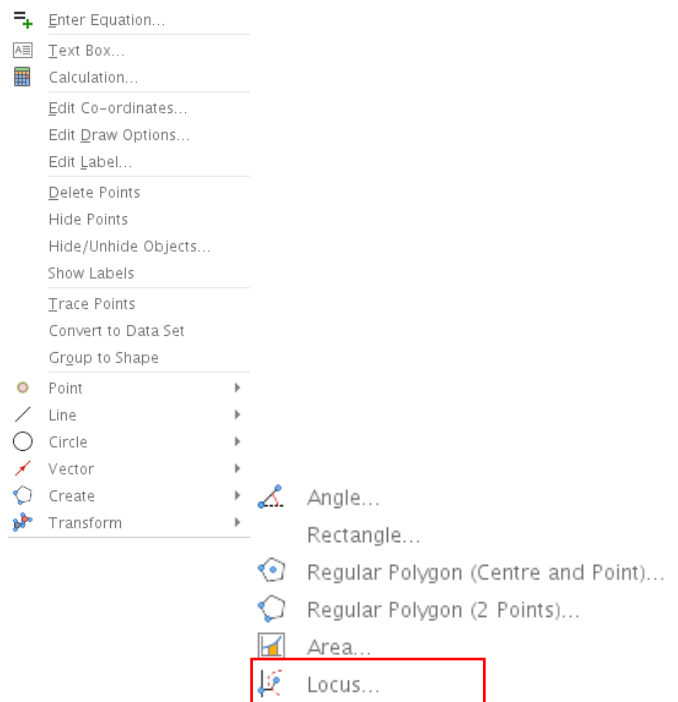 Enter Equation...
Text Box...
Calculation...
Edit Co-ordinates...
Edit Draw Options...
Edit Label...
Delete Points
Hide Points
Hide/Unhide Objects...
Show Labels
Trace Points
Convert to Data Set
Group to Shape
Point
Line
Circle
Vector
Create
Transform
Angle...
Rectangle...
Regular Polygon (Centre and Point)...
Regular Polygon (2 Points)...
Area...
Locus...